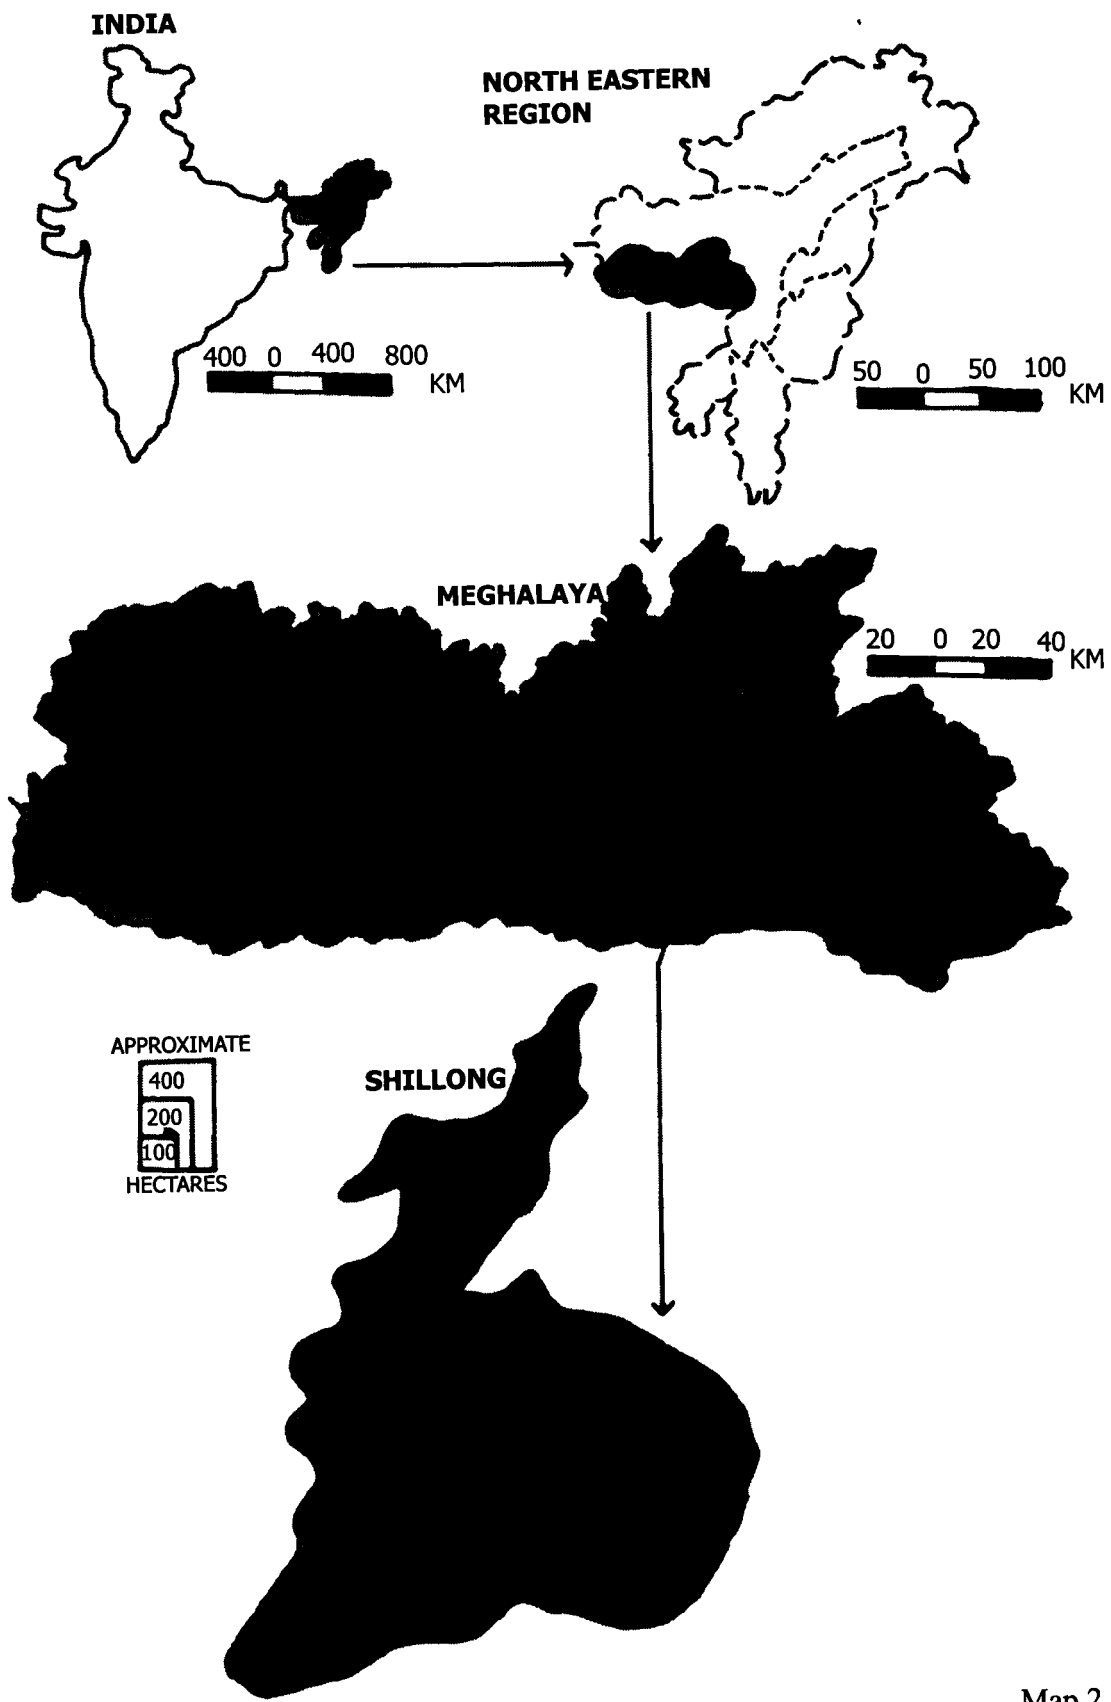 INDIA
NORTH EASTERN
REGION
400 0 400 800
KM
50 0 50 100
KM
MEGHALAYA
20 0 20 40
KM
APPROXIMATE
400
200
100
HECTARES
SHILLONG
Map 2